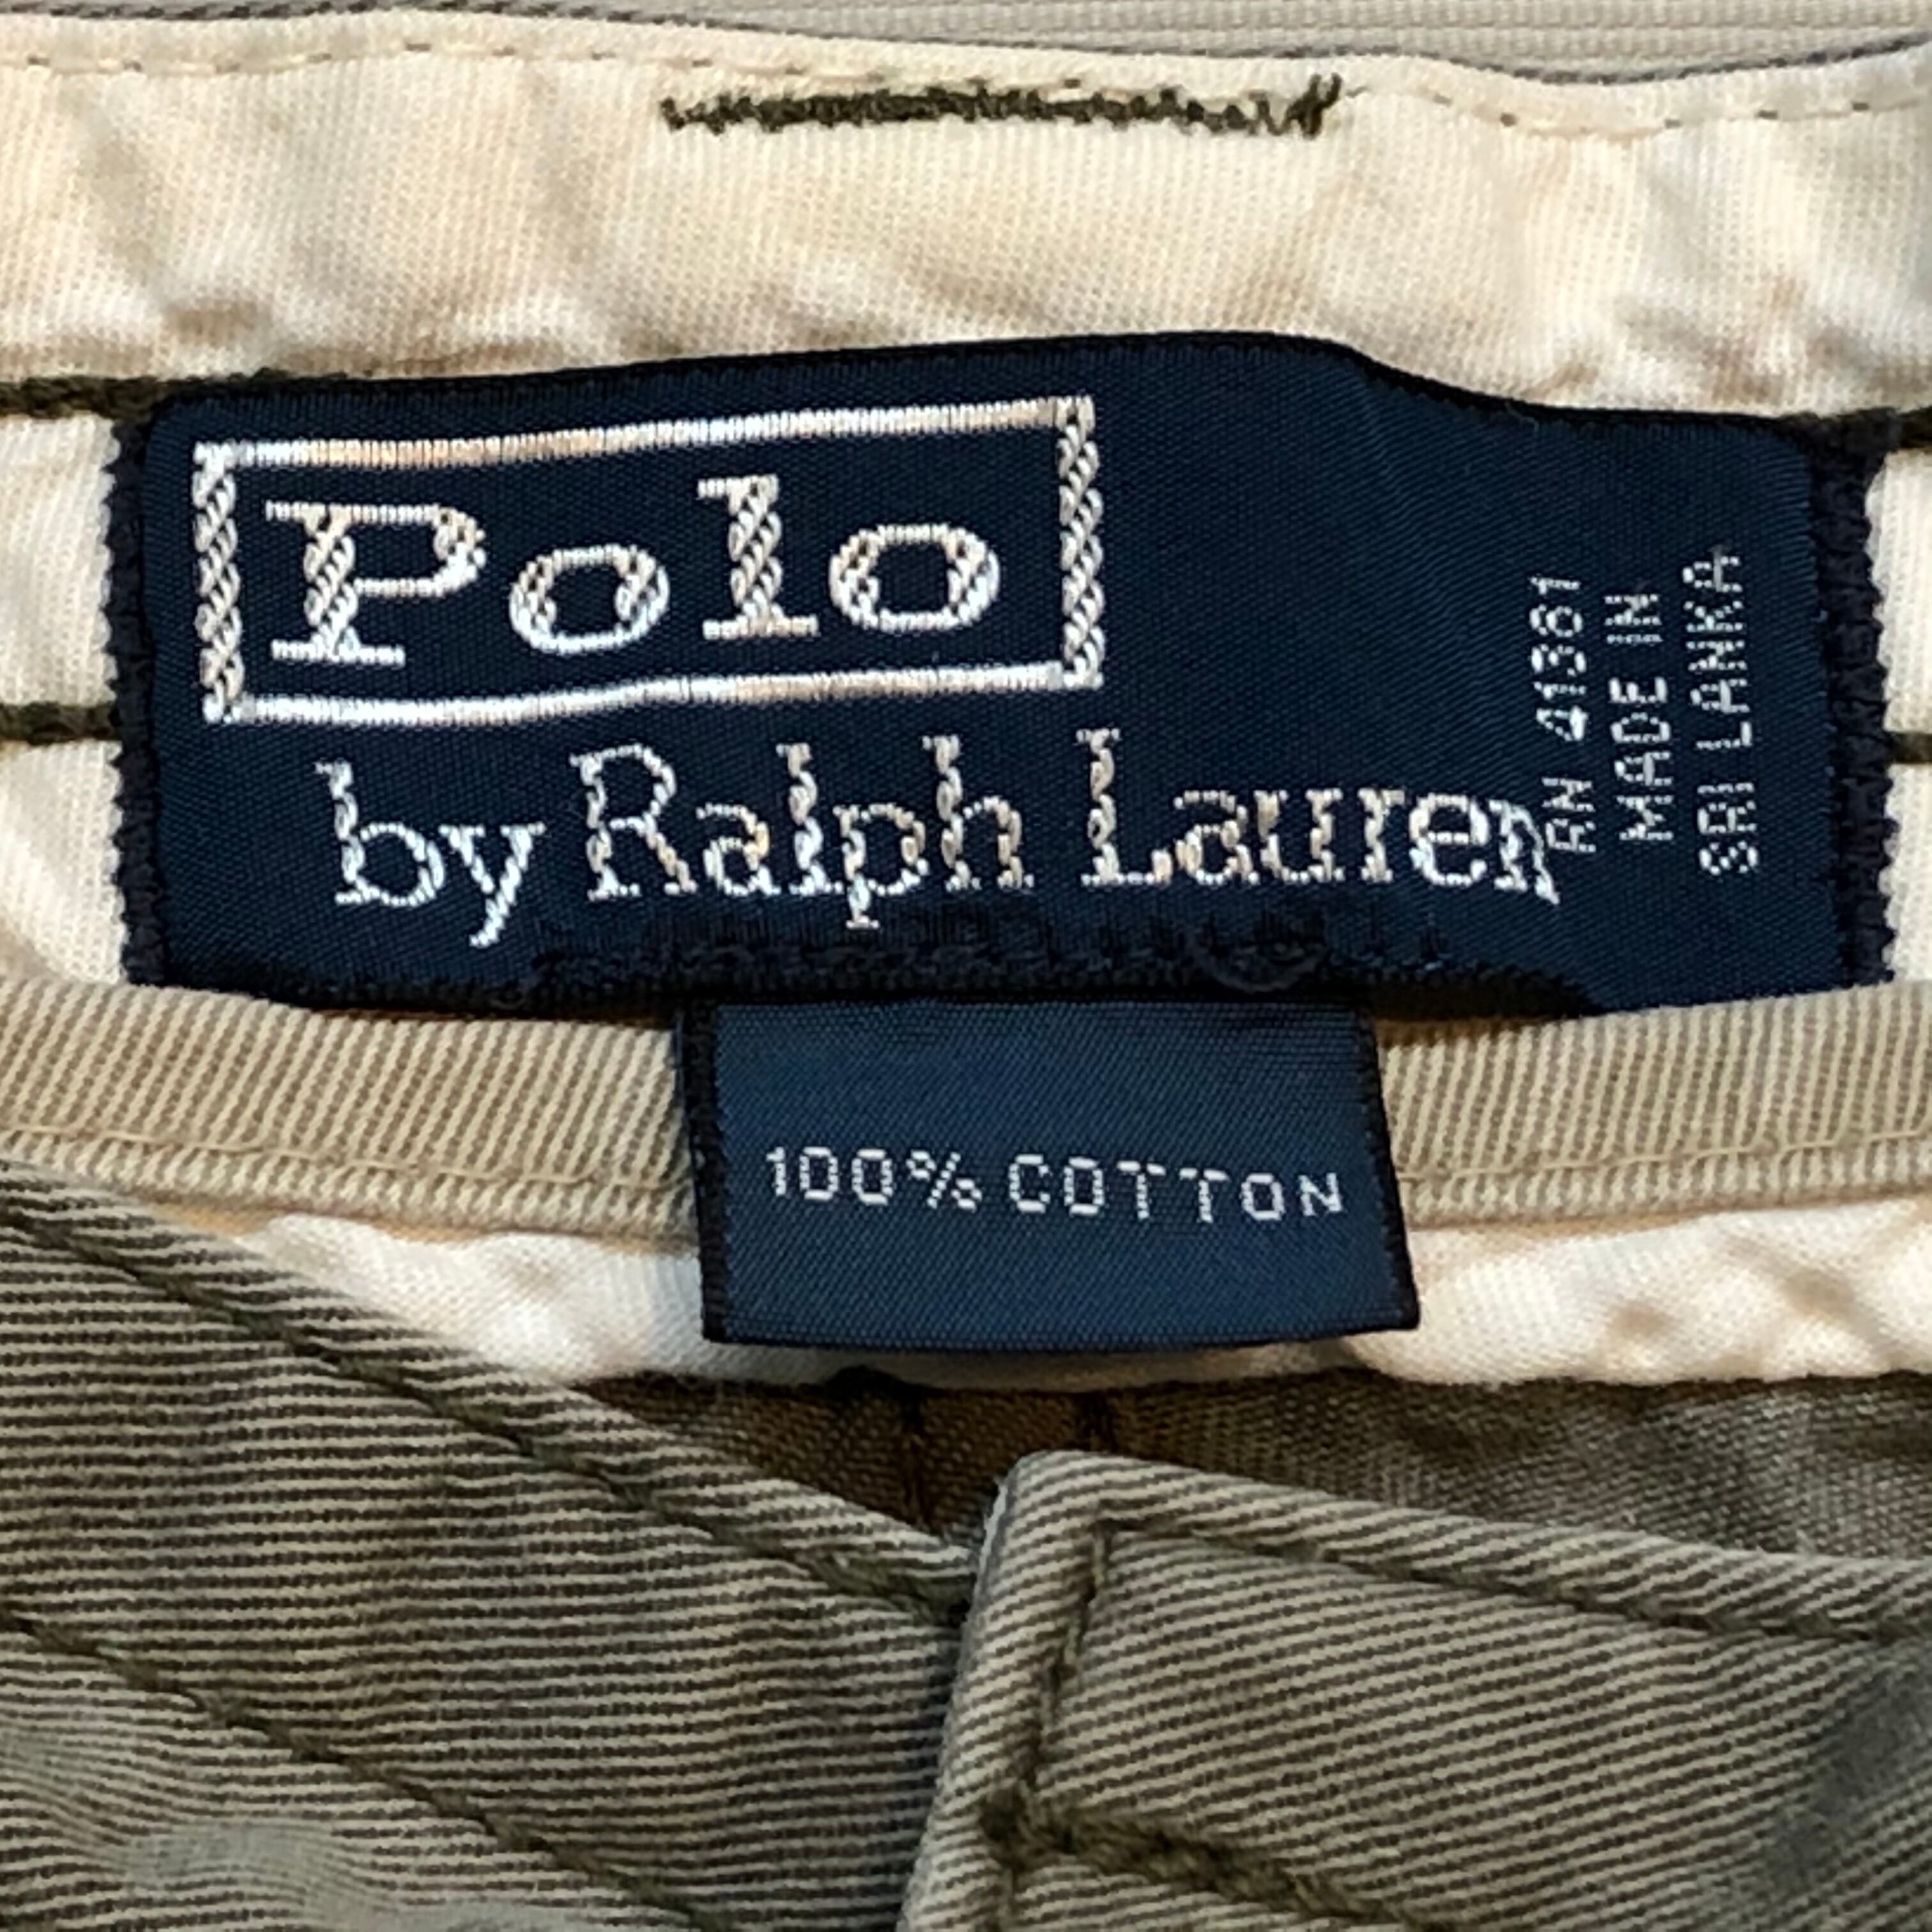 Polo
by Ralph Lauren
RN 41381
MADE IN
SRI LANKA
100% COTTON